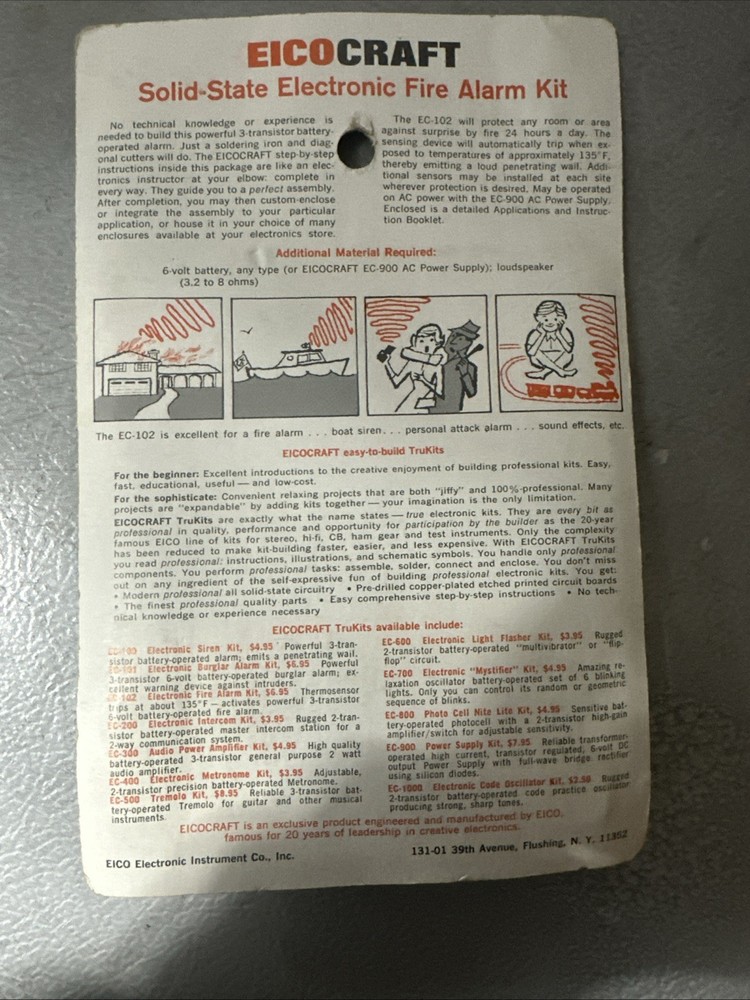 EICOCRAFT
Solid-State Electronic Fire Alarm Kit
No technical knowledge or experience is
needed to build this powerful 3-transistor battery-
operated alarm. Just a soldering iron and diag-
onal cutters will do. The EICOCRAFT step-by-step
instructions inside this package are like an elec-
tronics instructor at your elbow: complete in
every way. They guide you to a perfect assembly.
After completion, you may then custom-enclose
or integrate the assembly to your particular
application, or house it in your choice of many
enclosures available at your electronics store.
The EC-102 will protect any room or area
against surprise by fire 24 hours a day. The
sensing device will automatically trip when ex-
posed to temperatures of approximately 135°F,
thereby emitting a loud penetrating wail. Addi-
tional sensors may be installed at each site
wherever protection is desired. May be operated
on AC power with the EC-900 AC Power Supply.
Enclosed is a detailed Applications and Instruc-
tion Booklet.
Additional Material Required:
6-volt battery, any type (or EICOCRAFT EC-900 AC Power Supply); loudspeaker
(3.2 to 8 ohms)
The EC-102 is excellent for a fire alarm . . . boat siren. . . personal attack alarm . . . sound effects, etc.
EICOCRAFT easy-to-build TruKits
For the beginner: Excellent introductions to the creative enjoyment of building professional kits. Easy,
fast, educational, useful — and low-cost.
For the sophisticate: Convenient relaxing projects that are both "jiffy" and 100%-professional. Many
projects are "expandable" by adding kits together — your imagination is the only limitation.
EICOCRAFT TruKits are exactly what the name states — true electronic kits. They are every bit as
professional in quality, performance and opportunity for participation by the builder as the 20-year
famous EICO line of kits for stereo, hi-fi, CB, ham gear and test instruments. Only the complexity
has been reduced to make kit-building faster, easier, and less expensive. With EICOCRAFT TruKits
you read professional: instructions, illustrations, and schematic symbols. You handle only professional
components. You perform professional tasks: assemble, solder, connect and enclose. You don't miss
out on any ingredient of the self-expressive fun of building professional electronic kits. You get:
• Modern professional all solid-state circuitry • Pre-drilled copper-plated etched printed circuit boards
• The finest professional quality parts • Easy comprehensive step-by-step instructions • No tech-
nical knowledge or experience necessary
EICOCRAFT TruKits available include:
Electronic Siren Kit, $4.95 Powerful 3-tran-
sistor battery-operated alarm; emits a penetrating wail.
Electronic Burglar Alarm Kit, $6.95 Powerful
3-transistor 6-volt battery-operated burglar alarm; ex-
cellent warning device against intruders.
EC-102 Electronic Fire Alarm Kit, $6.95 Thermosensor
trips at about 135°F — activates powerful 3-transistor
6-volt battery-operated fire alarm.
EC-200 Electronic Intercom Kit, $3.95 Rugged 2-tran-
sistor battery-operated master intercom station for a
2-way communication system.
EC-300 Audio Power Amplifier Kit, $4.95 High quality
battery-operated 3-transistor general purpose 2 watt
audio amplifier.
EC-400 Electronic Metronome Kit, $3.95 Adjustable,
2-transistor precision battery-operated Metronome.
EC-500 Tremolo Kit, $8.95 Reliable 3-transistor bat-
tery-operated Tremolo for guitar and other musical
instruments.
EC-600 Electronic Light Flasher Kit, $3.95 Rugged
2-transistor battery-operated "multivibrator" or "flip-
flop" circuit.
EC-700 Electronic "Mystifier" Kit, $4.95 Amazing re-
laxation oscillator battery-operated set of 6 blinking
lights. Only you can control its random or geometric
sequence of blinks.
EC-800 Photo Cell Nite Lite Kit, $4.95 Sensitive bat-
tery-operated photocell with a 2-transistor high-gain
amplifier/switch for adjustable sensitivity.
EC-900 Power Supply Kit, $7.95 Reliable transformer-
operated high current, transistor regulated, 6-volt DC
output Power Supply with full-wave bridge rectifier
using silicon diodes.
EC-1000 Electronic Code Oscillator Kit, $2.50 Rugged
2-transistor battery-operated code practice oscillator
producing strong, sharp tones.
EICOCRAFT is an exclusive product engineered and manufactured by EICO,
famous for 20 years of leadership in creative electronics.
EICO Electronic Instrument Co., Inc.
131-01 39th Avenue, Flushing, N. Y. 11352